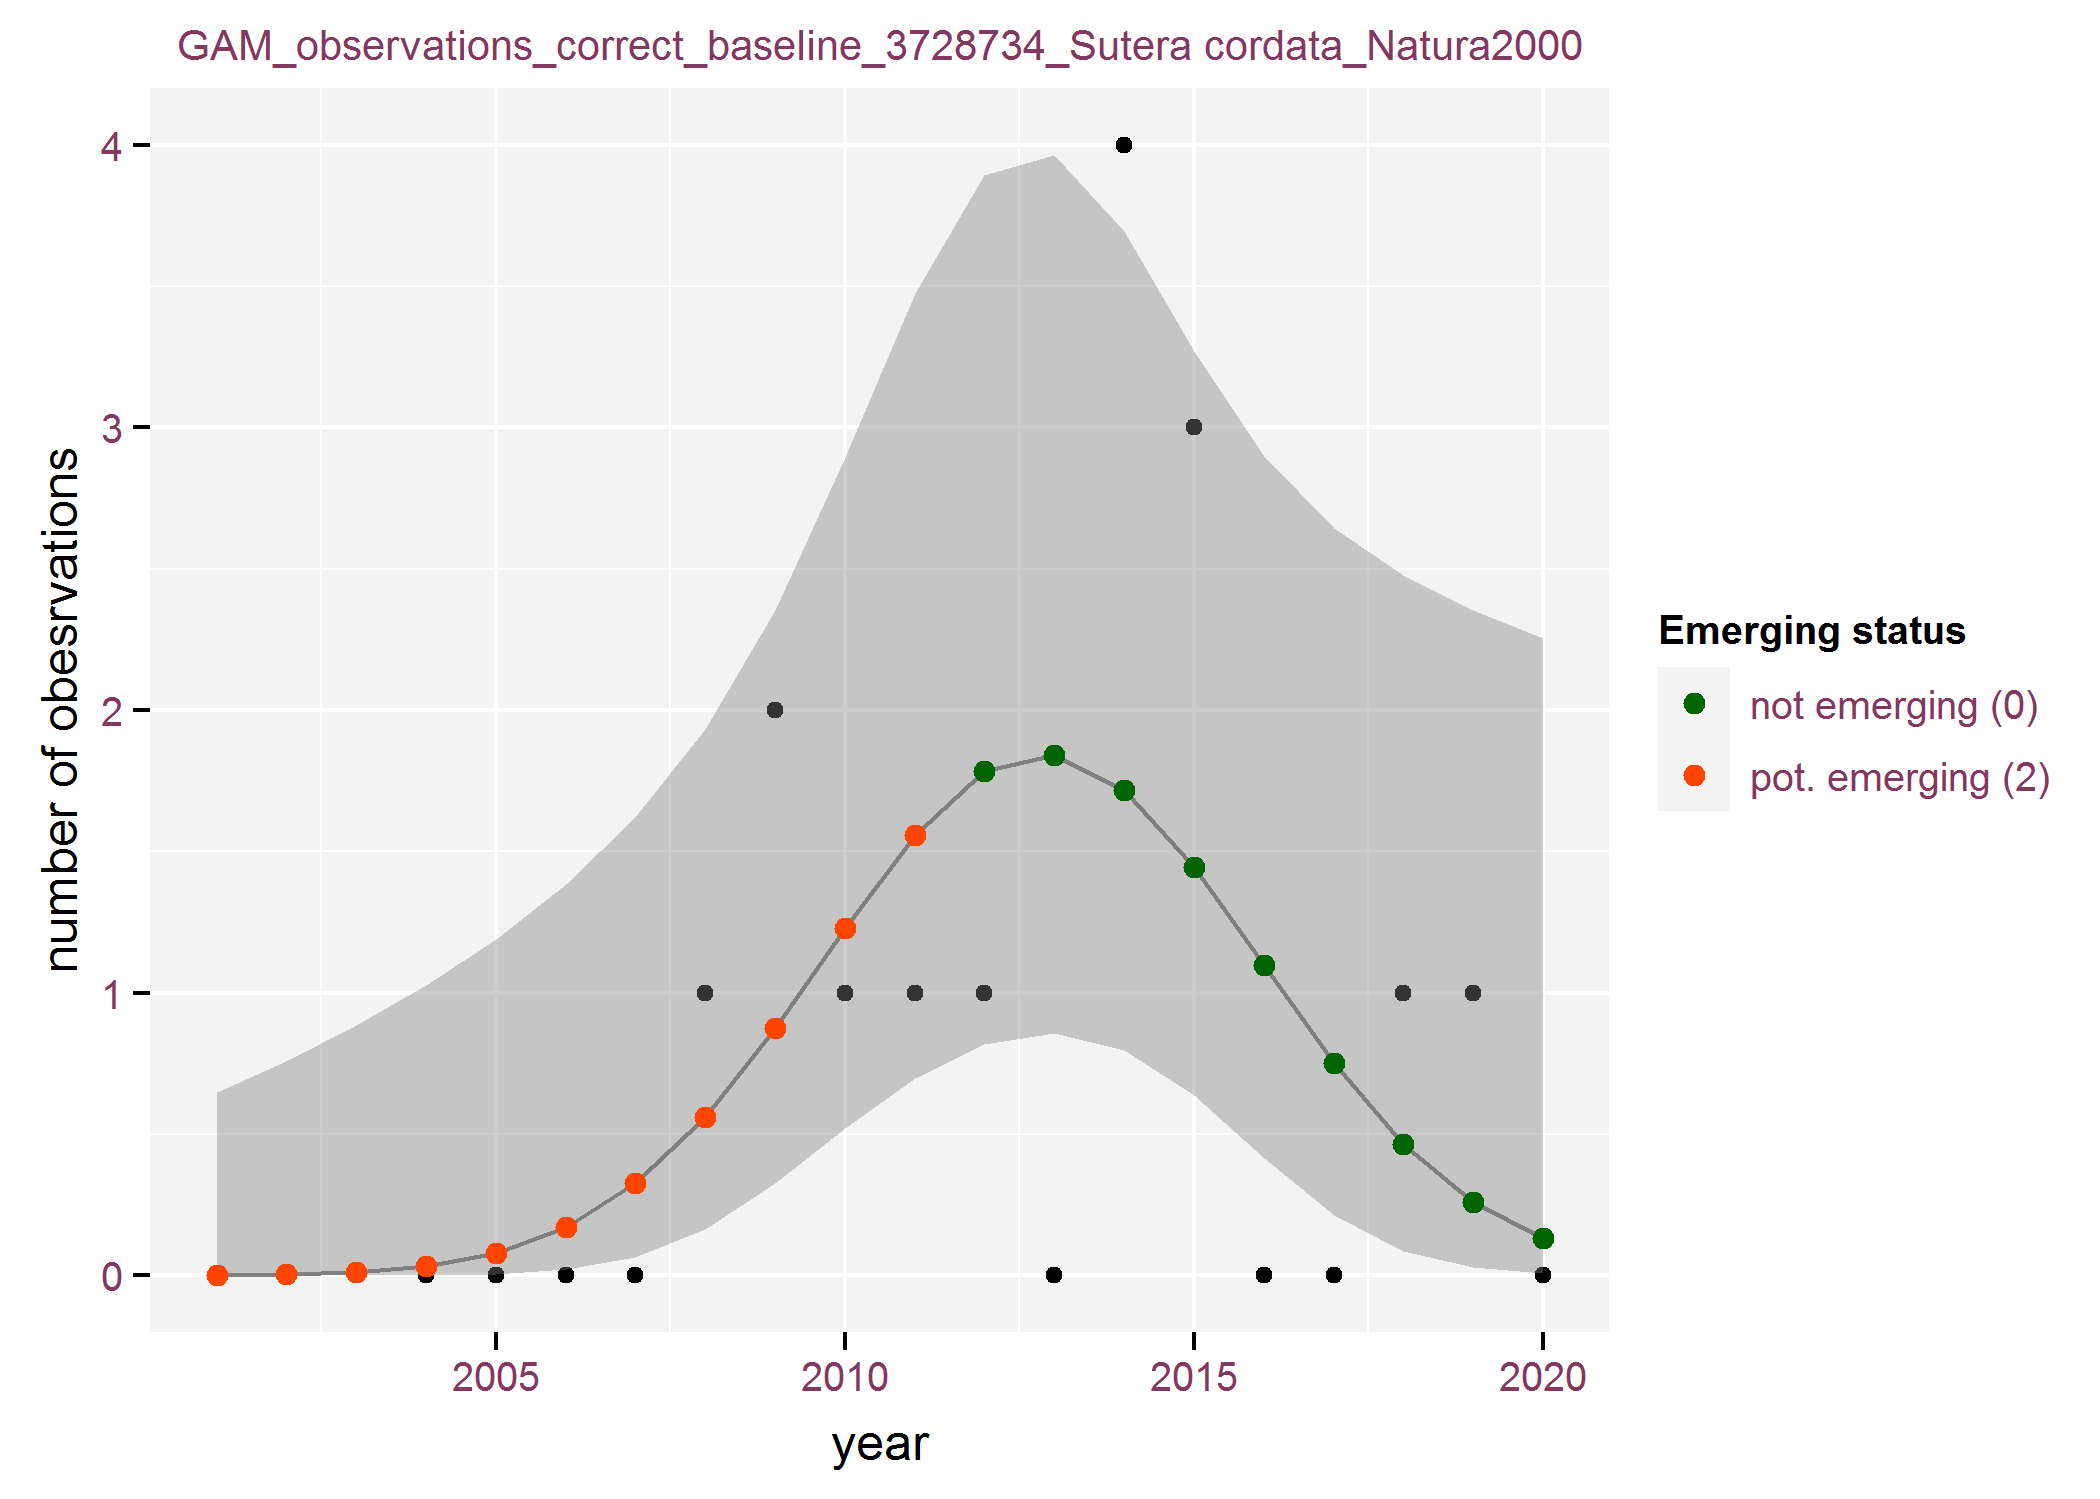 GAM_observations_correct_baseline_3728734_Sutera cordata_Natura2000
4
3
2
1
0
number of obesrvations
2005
2010
2015
2020
year
Emerging status
not emerging (0)
pot. emerging (2)